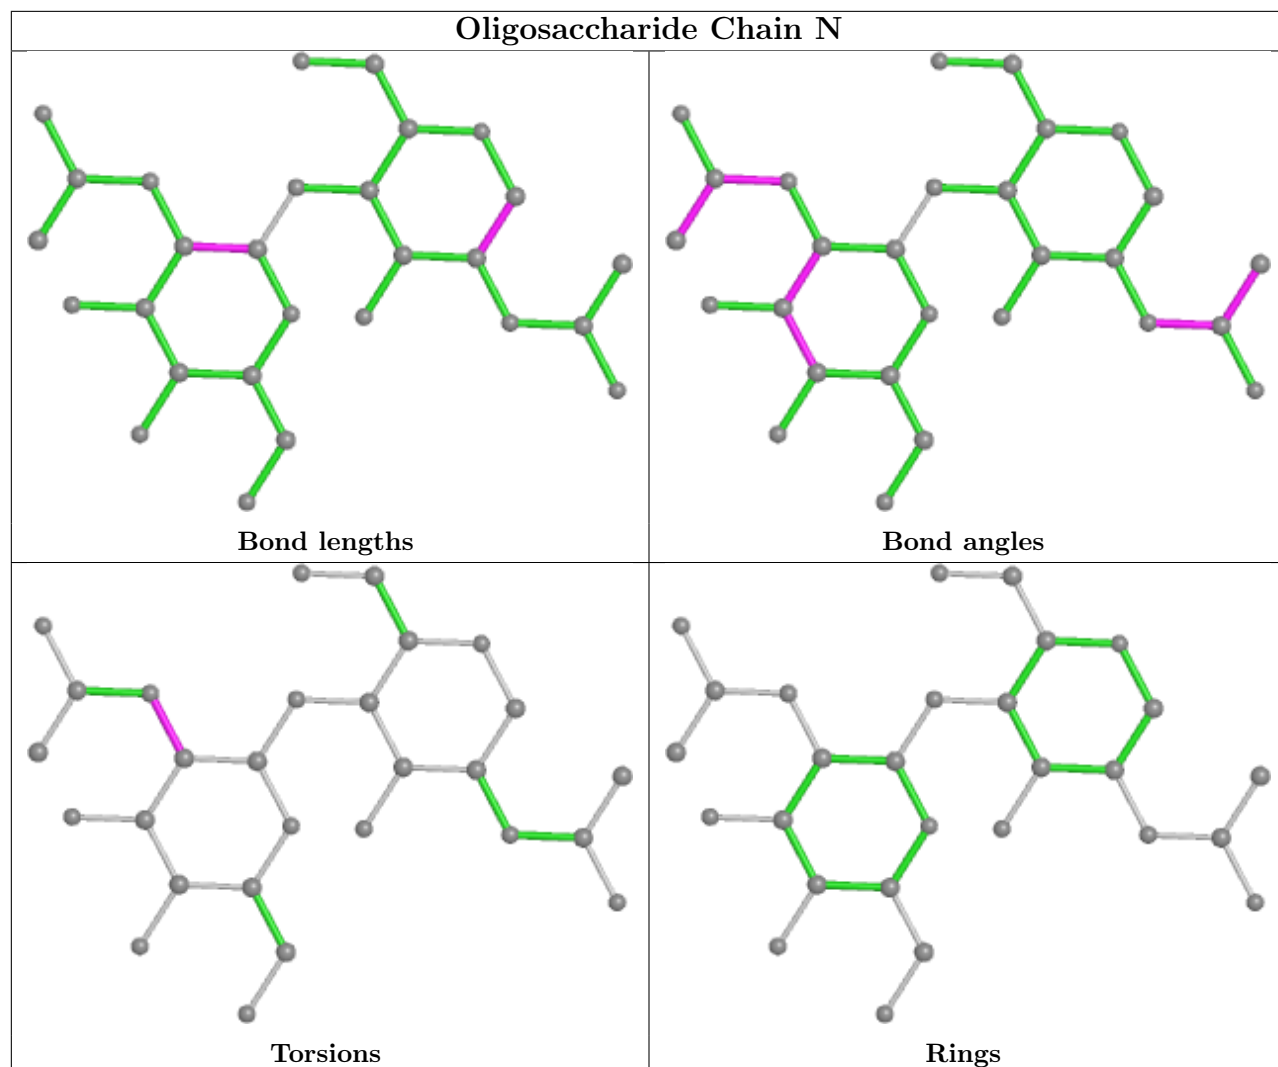 Oligosaccharide Chain N
Bond lengths
Bond angles
Torsions
Rings